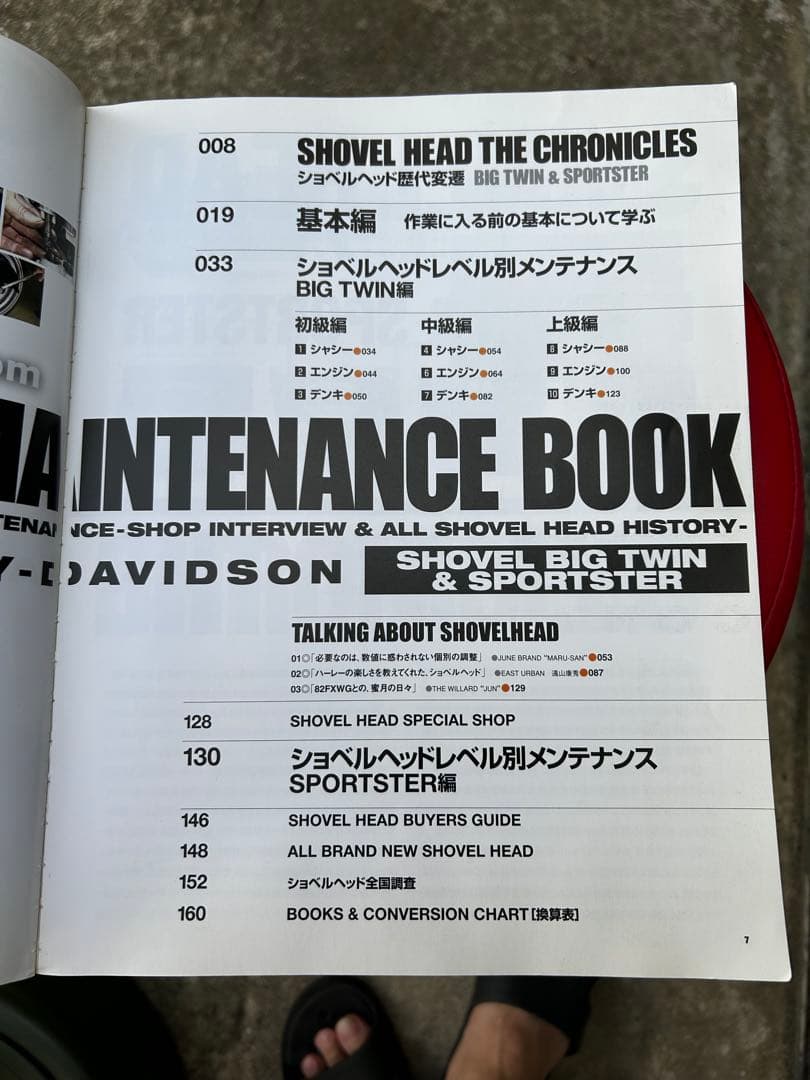 008 SHOVEL HEAD THE CHRONICLES
ショベルヘッド歴代変遷 BIG TWIN & SPORTSTER
019 基本編 作業に入る前の基本について学ぶ
033 ショベルヘッドレベル別メンテナンス
BIG TWIN編
初級編 中級編 上級編
1 シャシー●034 4 シャシー●054 8 シャシー●088
2 エンジン●044 6 エンジン●064 9 エンジン●100
3 デンキ●050 7 デンキ●082 10 デンキ●123
om
AINTENANCE BOOK
TENAN NCE-SHOP INTERVIEW & ALL SHOVEL HEAD HISTORY-
Y-D DAVIDSON SHOVEL BIG TWIN
& SPORTSTER
TALKING ABOUT SHOVELHEAD
01◎「必要なのは、数値に惑わされない個別の調整」 ●JUNE BRAND "MARU-SAN" ●053
02◎「ハーレーの楽しさを教えてくれた、ショベルヘッド」 ●EAST URBAN 遠山康秀●087
03◎「82FXWGとの、蜜月の日々」 ●THE WILLARD "JUN" ●129
128 SHOVEL HEAD SPECIAL SHOP
130 ショベルヘッドレベル別メンテナンス
SPORTSTER編
146 SHOVEL HEAD BUYERS GUIDE
148 ALL BRAND NEW SHOVEL HEAD
152 ショベルヘッド全国調査
160 BOOKS & CONVERSION CHART［換算表］
7